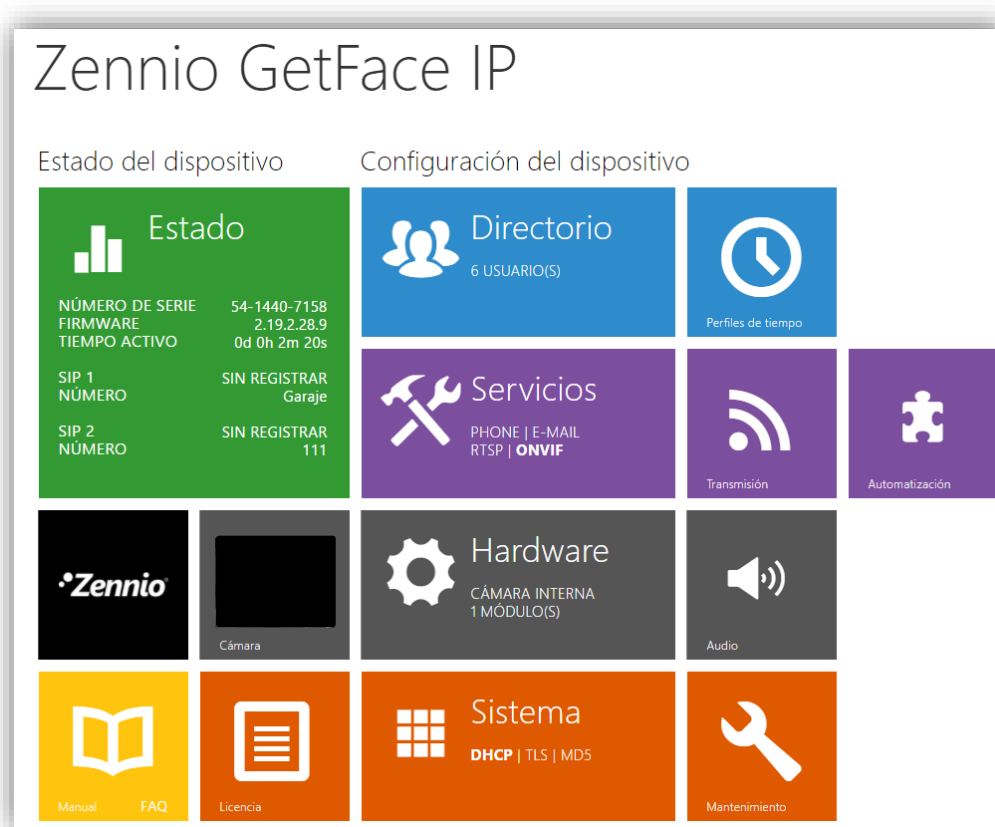 Zennio GetFace IP
Estado del dispositivo
Configuración del dispositivo
Estado
NÚMERO DE SERIE 54-1440-7158
FIRMWARE 2.19.2.28.9
TIEMPO ACTIVO 0d 0h 2m 20s
SIP 1 SIN REGISTRAR
NÚMERO Garaje
SIP 2 SIN REGISTRAR
NÚMERO 111
Directorio
6 USUARIO(S)
Perfiles de tiempo
Servicios
PHONE | E-MAIL
RTSP | ONVIF
Transmisión
Automatización
Zennio
Cámara
Hardware
CÁMARA INTERNA
1 MÓDULO(S)
Audio
Manual FAQ
Licencia
Sistema
DHCP | TLS | MD5
Mantenimiento